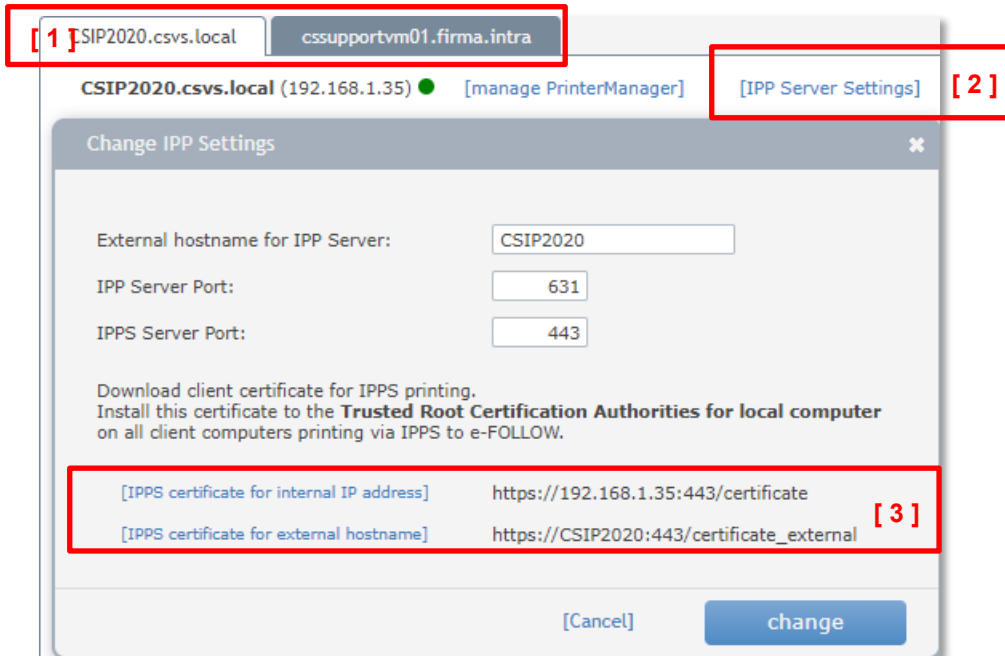 [ 1 ] CSIP2020.csvs.local cssupportvm01.firma.intra
CSIP2020.csvs.local (192.168.1.35) [manage PrinterManager] [IPP Server Settings] [ 2 ]
Change IPP Settings
External hostname for IPP Server: CSIP2020
IPP Server Port: 631
IPPS Server Port: 443
Download client certificate for IPPS printing.
Install this certificate to the Trusted Root Certification Authorities for local computer
on all client computers printing via IPPS to e-FOLLOW.
[IPPS certificate for internal IP address] https://192.168.1.35:443/certificate
[ 3 ]
[IPPS certificate for external hostname] https://CSIP2020:443/certificate_external
[Cancel] change